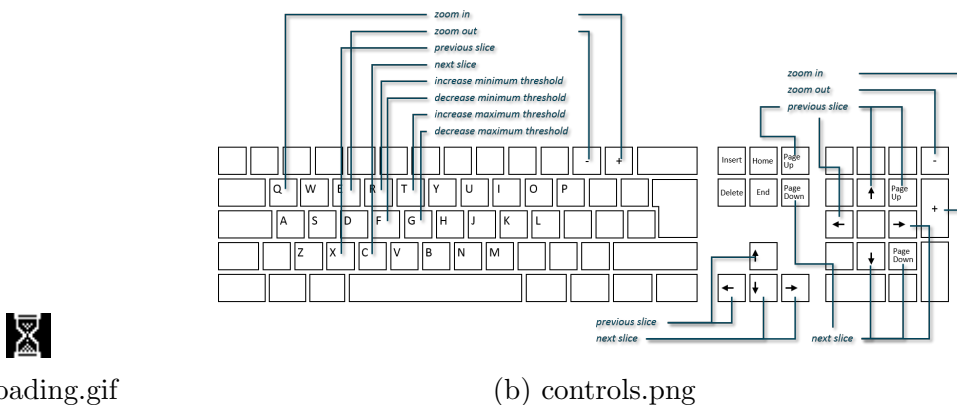 zoom in
zoom out
previous slice
next slice
increase minimum threshold
decrease minimum threshold
increase maximum threshold
decrease maximum threshold
zoom in
zoom out
previous slice
- +
Insert Home Page Up
-
Q W E R T Y U I O P
Delete End Page Down
Page Up
+
A S D F G H J K L
Z X C V B N M
Page Down
previous slice
next slice
next slice
oading.gif
(b) controls.png